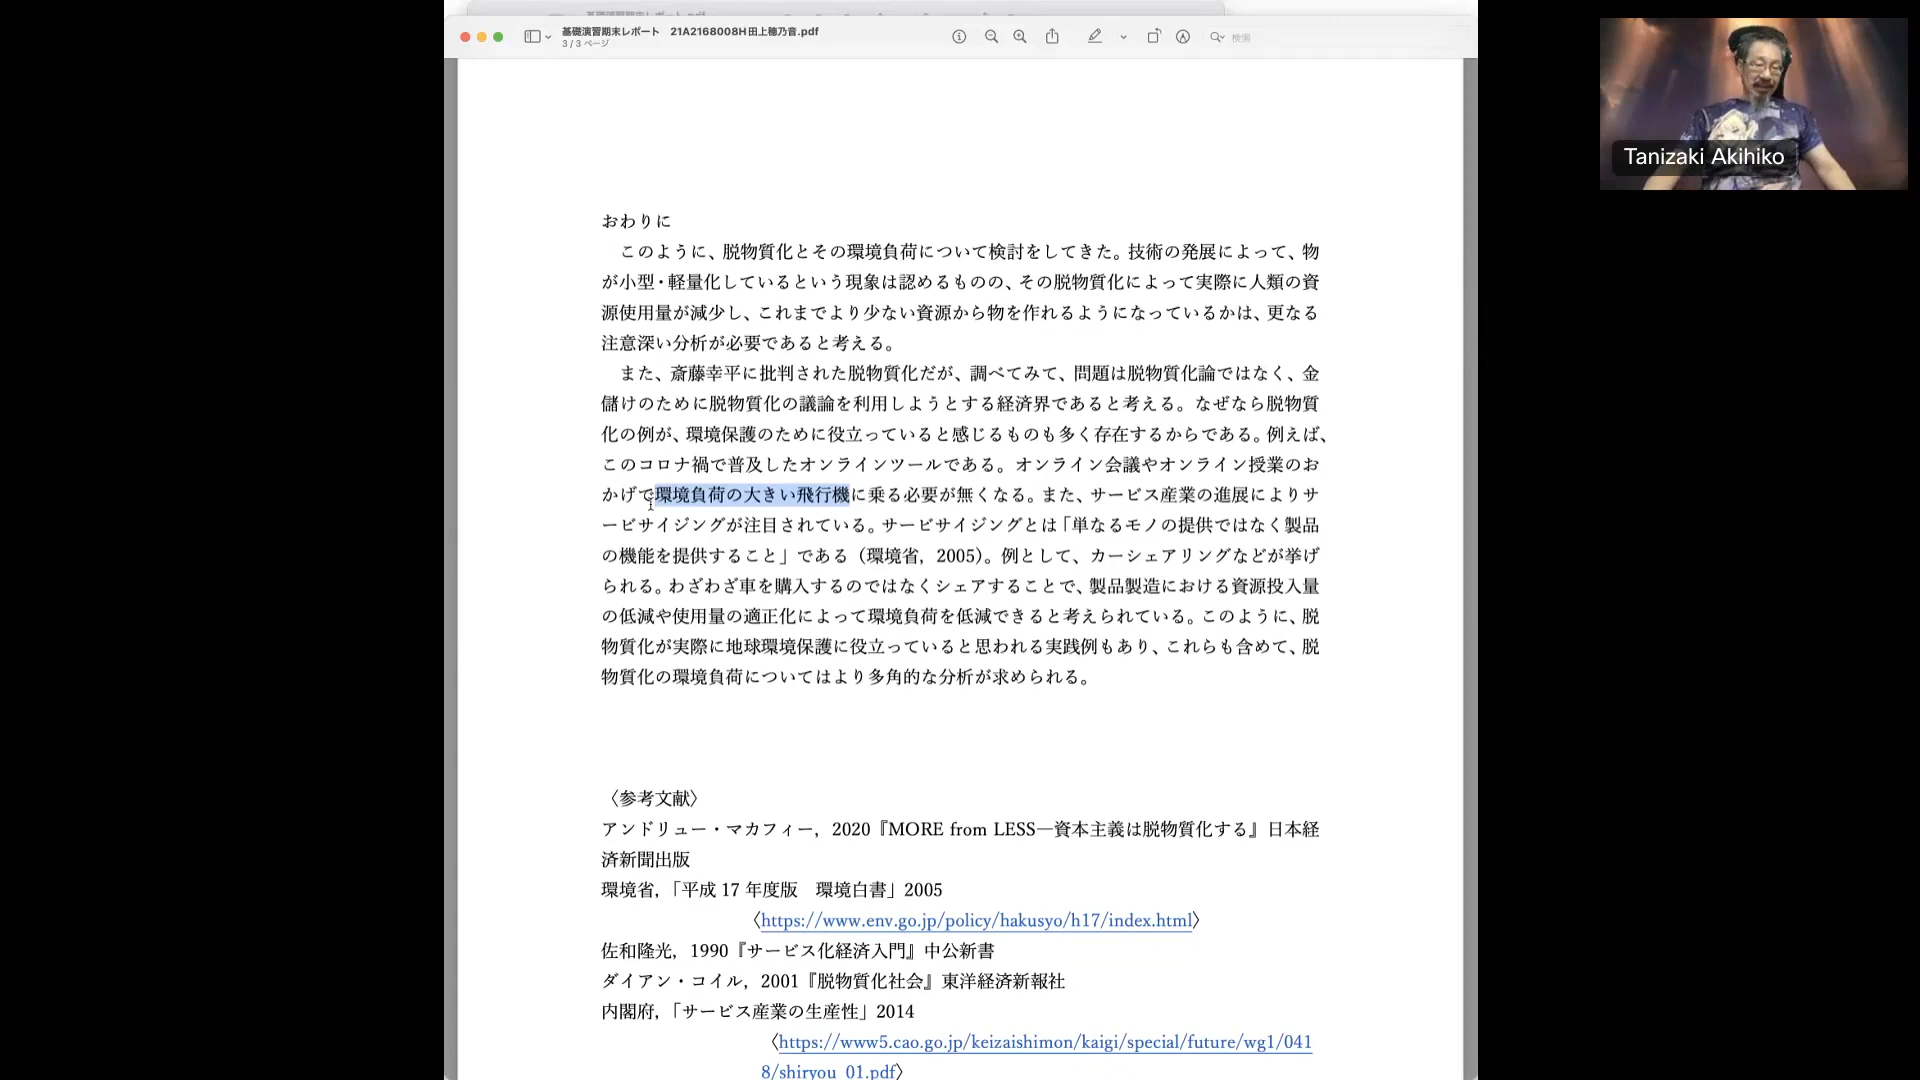 基礎演習期末レポート　21A2168008H田上穂乃音.pdf
3 / 3 ページ
検索
Tanizaki Akihiko
おわりに
　このように、脱物質化とその環境負荷について検討をしてきた。技術の発展によって、物
が小型・軽量化しているという現象は認めるものの、その脱物質化によって実際に人類の資
源使用量が減少し、これまでより少ない資源から物を作れるようになっているかは、更なる
注意深い分析が必要であると考える。
　また、斎藤幸平に批判された脱物質化だが、調べてみて、問題は脱物質化論ではなく、金
儲けのために脱物質化の議論を利用しようとする経済界であると考える。なぜなら脱物質
化の例が、環境保護のために役立っていると感じるものも多く存在するからである。例えば、
このコロナ禍で普及したオンラインツールである。オンライン会議やオンライン授業のお
かげで環境負荷の大きい飛行機に乗る必要が無くなる。また、サービス産業の進展によりサ
ービサイジングが注目されている。サービサイジングとは「単なるモノの提供ではなく製品
の機能を提供すること」である（環境省，2005）。例として、カーシェアリングなどが挙げ
られる。わざわざ車を購入するのではなくシェアすることで、製品製造における資源投入量
の低減や使用量の適正化によって環境負荷を低減できると考えられている。このように、脱
物質化が実際に地球環境保護に役立っていると思われる実践例もあり、これらも含めて、脱
物質化の環境負荷についてはより多角的な分析が求められる。
〈参考文献〉
アンドリュー・マカフィー，2020『MORE from LESS―資本主義は脱物質化する』日本経
済新聞出版
環境省，「平成 17 年度版　環境白書」2005
〈https://www.env.go.jp/policy/hakusyo/h17/index.html〉
佐和隆光，1990『サービス化経済入門』中公新書
ダイアン・コイル，2001『脱物質化社会』東洋経済新報社
内閣府，「サービス産業の生産性」2014
〈https://www5.cao.go.jp/keizaishimon/kaigi/special/future/wg1/041
8/shiryou_01.pdf〉